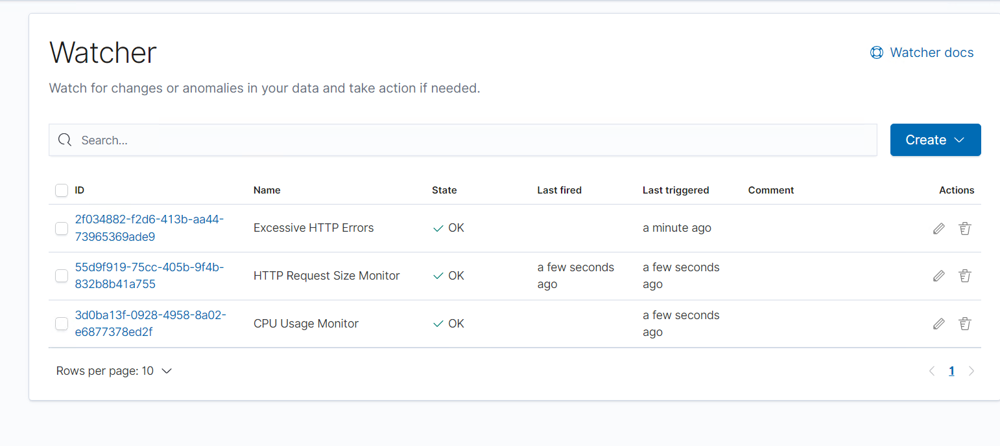 Watcher
Watcher docs
Watch for changes or anomalies in your data and take action if needed.
Search...
Create
ID Name State Last fired Last triggered Comment Actions
2f034882-f2d6-413b-aa44-
73965369ade9
Excessive HTTP Errors
OK
a minute ago
55d9f919-75cc-405b-9f4b-
832b8b41a755
HTTP Request Size Monitor
OK
a few seconds
ago
a few seconds
ago
3d0ba13f-0928-4958-8a02-
e6877378ed2f
CPU Usage Monitor
OK
a few seconds
ago
Rows per page: 10
1